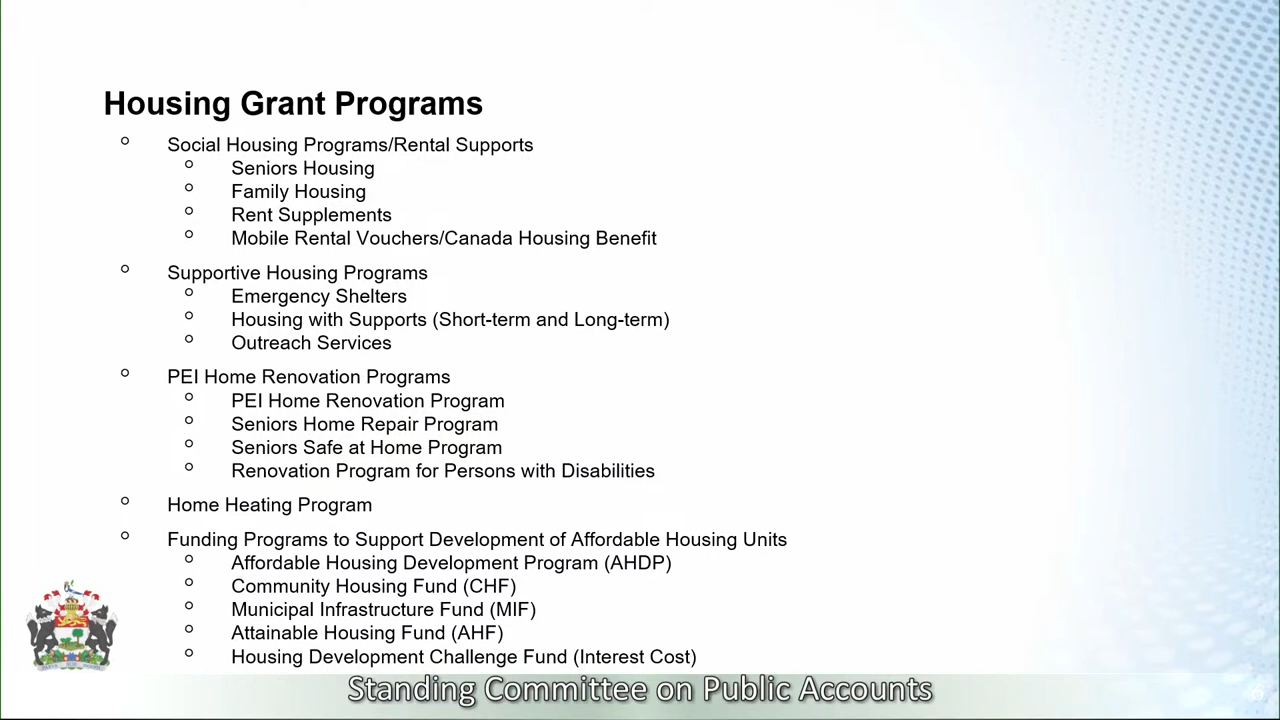 Housing Grant Programs
Social Housing Programs/Rental Supports
Seniors Housing
Family Housing
Rent Supplements
Mobile Rental Vouchers/Canada Housing Benefit
Supportive Housing Programs
Emergency Shelters
Housing with Supports (Short-term and Long-term)
Outreach Services
PEI Home Renovation Programs
PEI Home Renovation Program
Seniors Home Repair Program
Seniors Safe at Home Program
Renovation Program for Persons with Disabilities
Home Heating Program
Funding Programs to Support Development of Affordable Housing Units
Affordable Housing Development Program (AHDP)
Community Housing Fund (CHF)
Municipal Infrastructure Fund (MIF)
Attainable Housing Fund (AHF)
Housing Development Challenge Fund (Interest Cost)
Standing Committee on Public Accounts